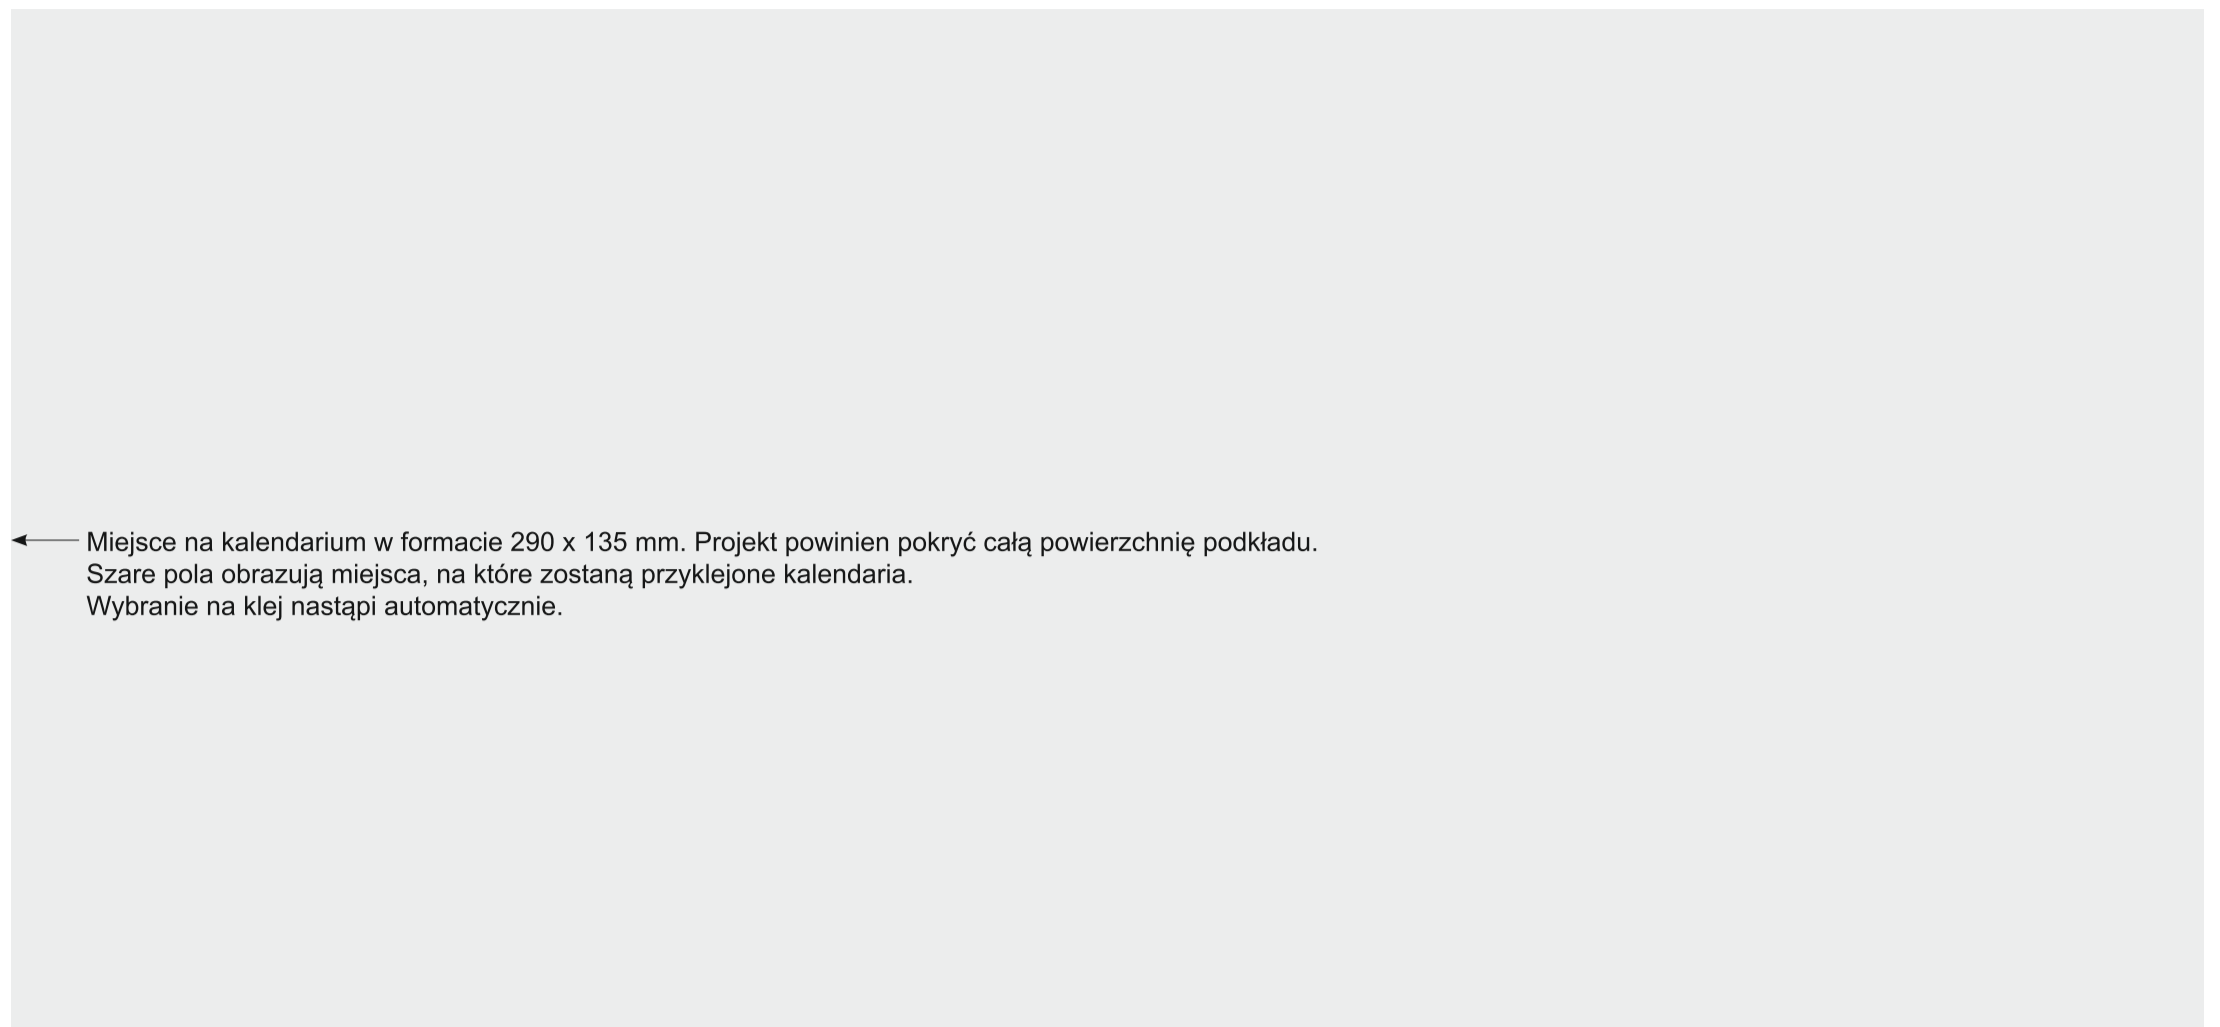 Miejsce na kalendarium w formacie 290 x 135 mm. Projekt powinien pokryć całą powierzchnię podkładu.
Szare pola obrazują miejsca, na które zostaną przyklejone kalendaria.
Wybranie na klej nastąpi automatycznie.